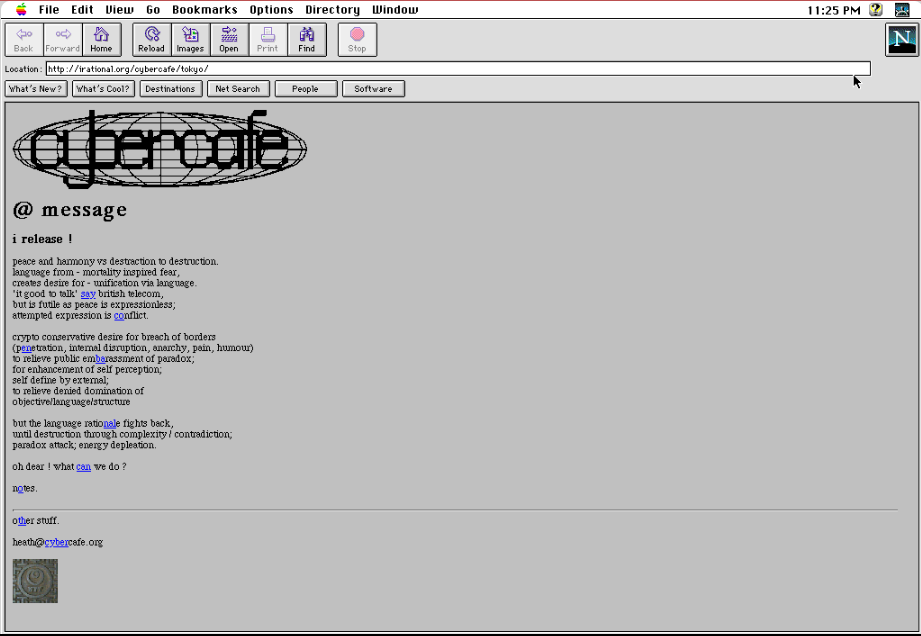 File Edit View Go Bookmarks Options Directory Window 11:25 PM
Back Forward Home Reload Images Open Print Find Stop N
Location: http://irational.org/cybercafe/tokyo/
What's New? What's Cool? Destinations Net Search People Software
cybercafe
@ message
i release !
peace and harmony vs destraction to destruction.
language from - mortality inspired fear,
creates desire for - unification via language.
'it good to talk' say british telecom,
but is futile as peace is expressionless;
attempted expression is conflict.
crypto conservative desire for breach of borders
(penetration, internal disruption, anarchy, pain, humour)
to relieve public embarassment of paradox;
for enhancement of self perception;
self define by external;
to relieve denied domination of
objective/language/structure
but the language rationale fights back,
until destruction through complexity / contradiction;
paradox attack; energy depleation.
oh dear ! what can we do ?
notes.
other stuff.
heath@cybercafe.org